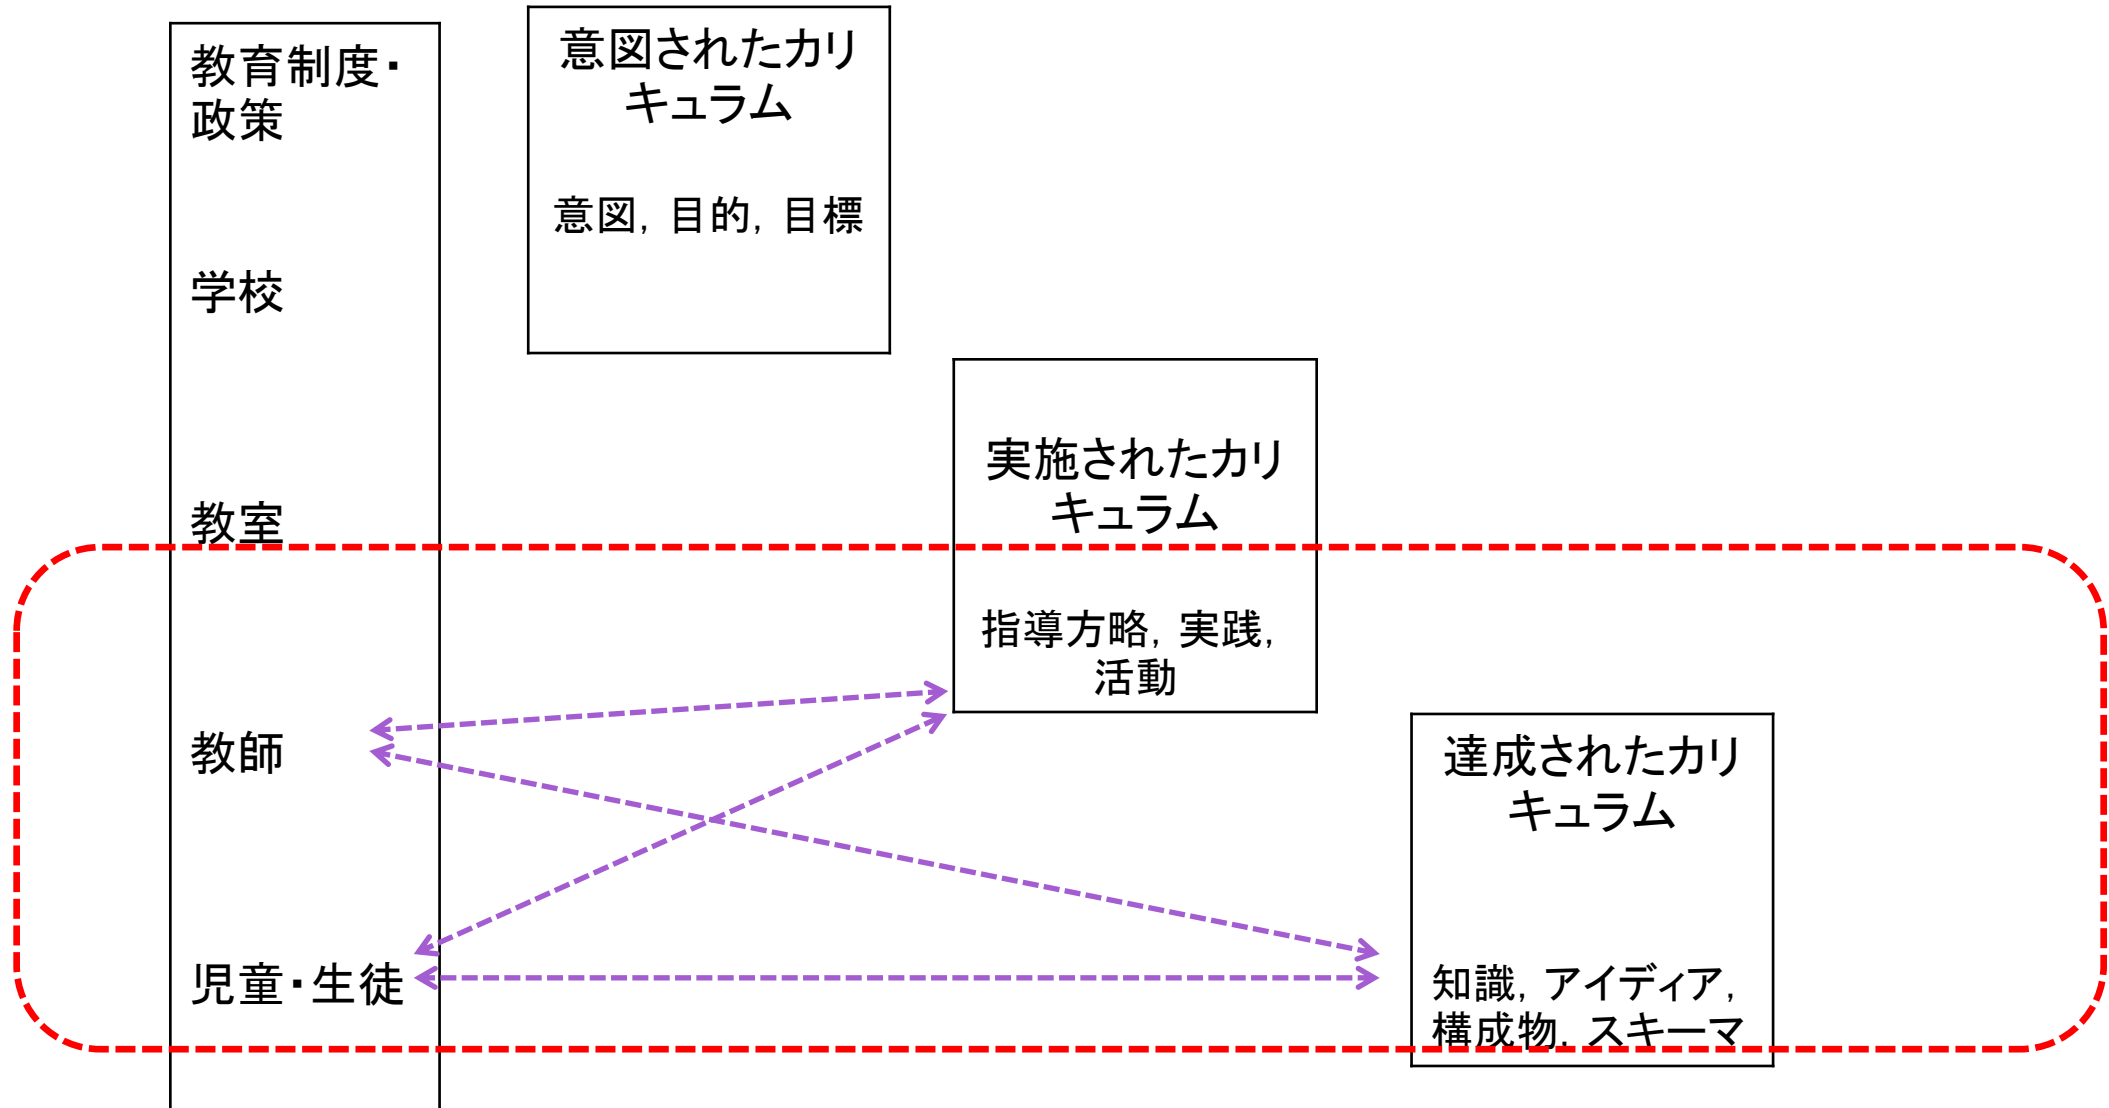 教育制度・
政策
学校
教室
教師
児童・生徒
意図されたカリ
キュラム
意図, 目的, 目標
実施されたカリ
キュラム
指導方略, 実践,
活動
達成されたカリ
キュラム
知識, アイディア,
構成物, スキーマ